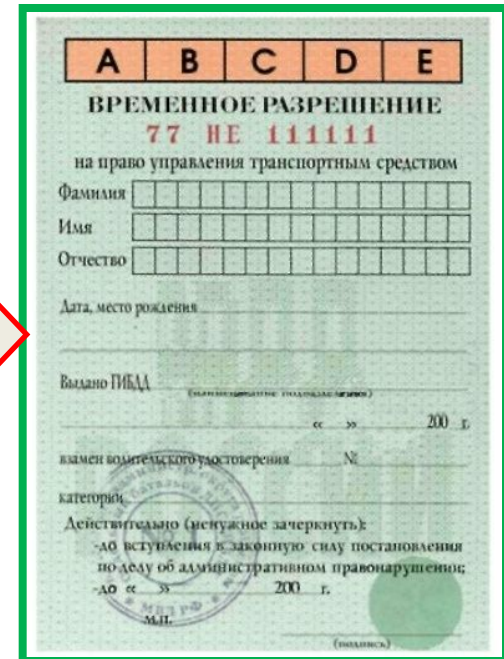 A B C D E
ВРЕМЕННОЕ РАЗРЕШЕНИЕ
77 НЕ 111111
на право управления транспортным средством
Фамилия
Имя
Отчество
Дата, место рождения
Выдано ГИБДД
(наименование подразделения)
« » 200 г.
взамен водительского удостоверения №
категории
Действительно (ненужное зачеркнуть):
-до вступления в законную силу постановления
по делу об административном правонарушении;
-до « » 200 г.
М.П.
(подпись)